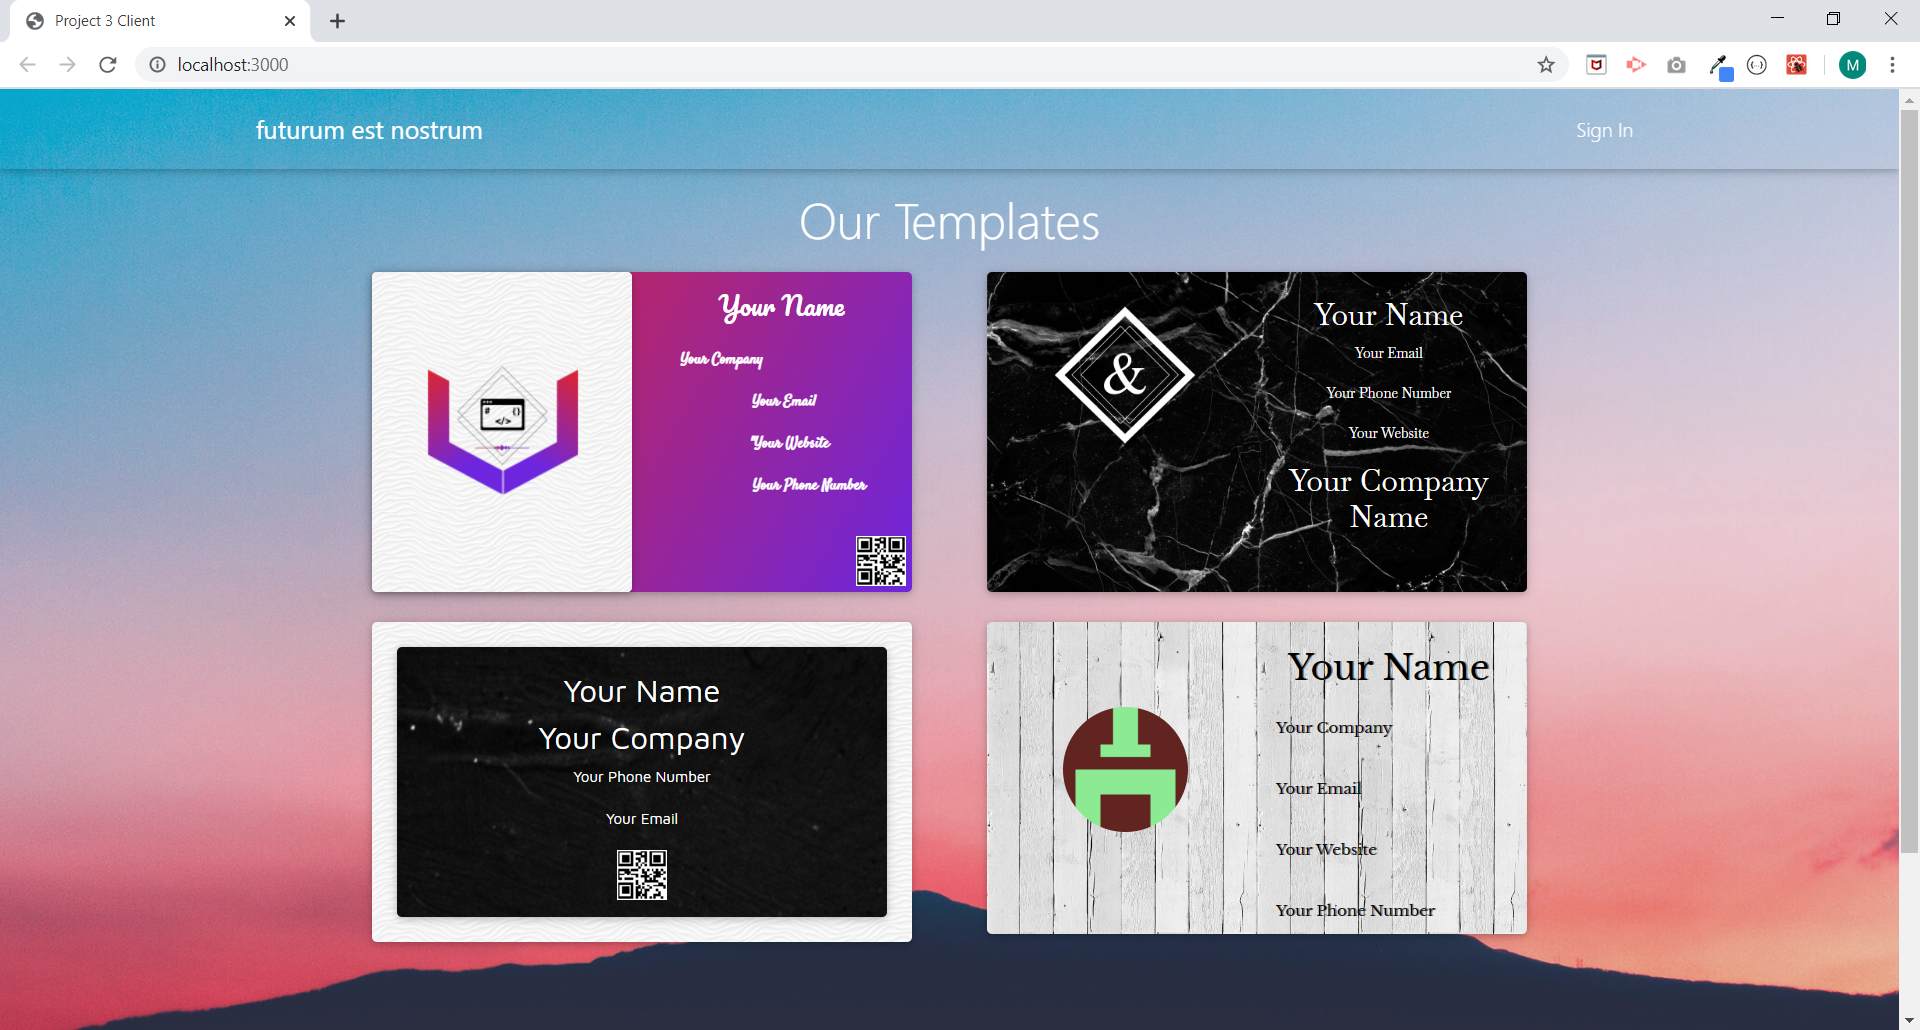 Project 3 Client
localhost:3000
M
futurum est nostrum
Sign In
Our Templates
Your Name
Your Company
Your Email
"Your Website
Your Phone Number
# {}
</>
&
Your Name
Your Email
Your Phone Number
Your Website
Your Company
Name
Your Name
Your Company
Your Phone Number
Your Email
Your Name
Your Company
Your Email
Your Website
Your Phone Number